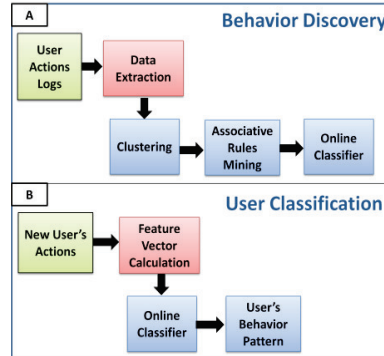 A
Behavior Discovery
User
Actions
Logs
Data
Extraction
Clustering
Associative
Rules
Mining
Online
Classifier
B
User Classification
New User's
Actions
Feature
Vector
Calculation
Online
Classifier
User's
Behavior
Pattern